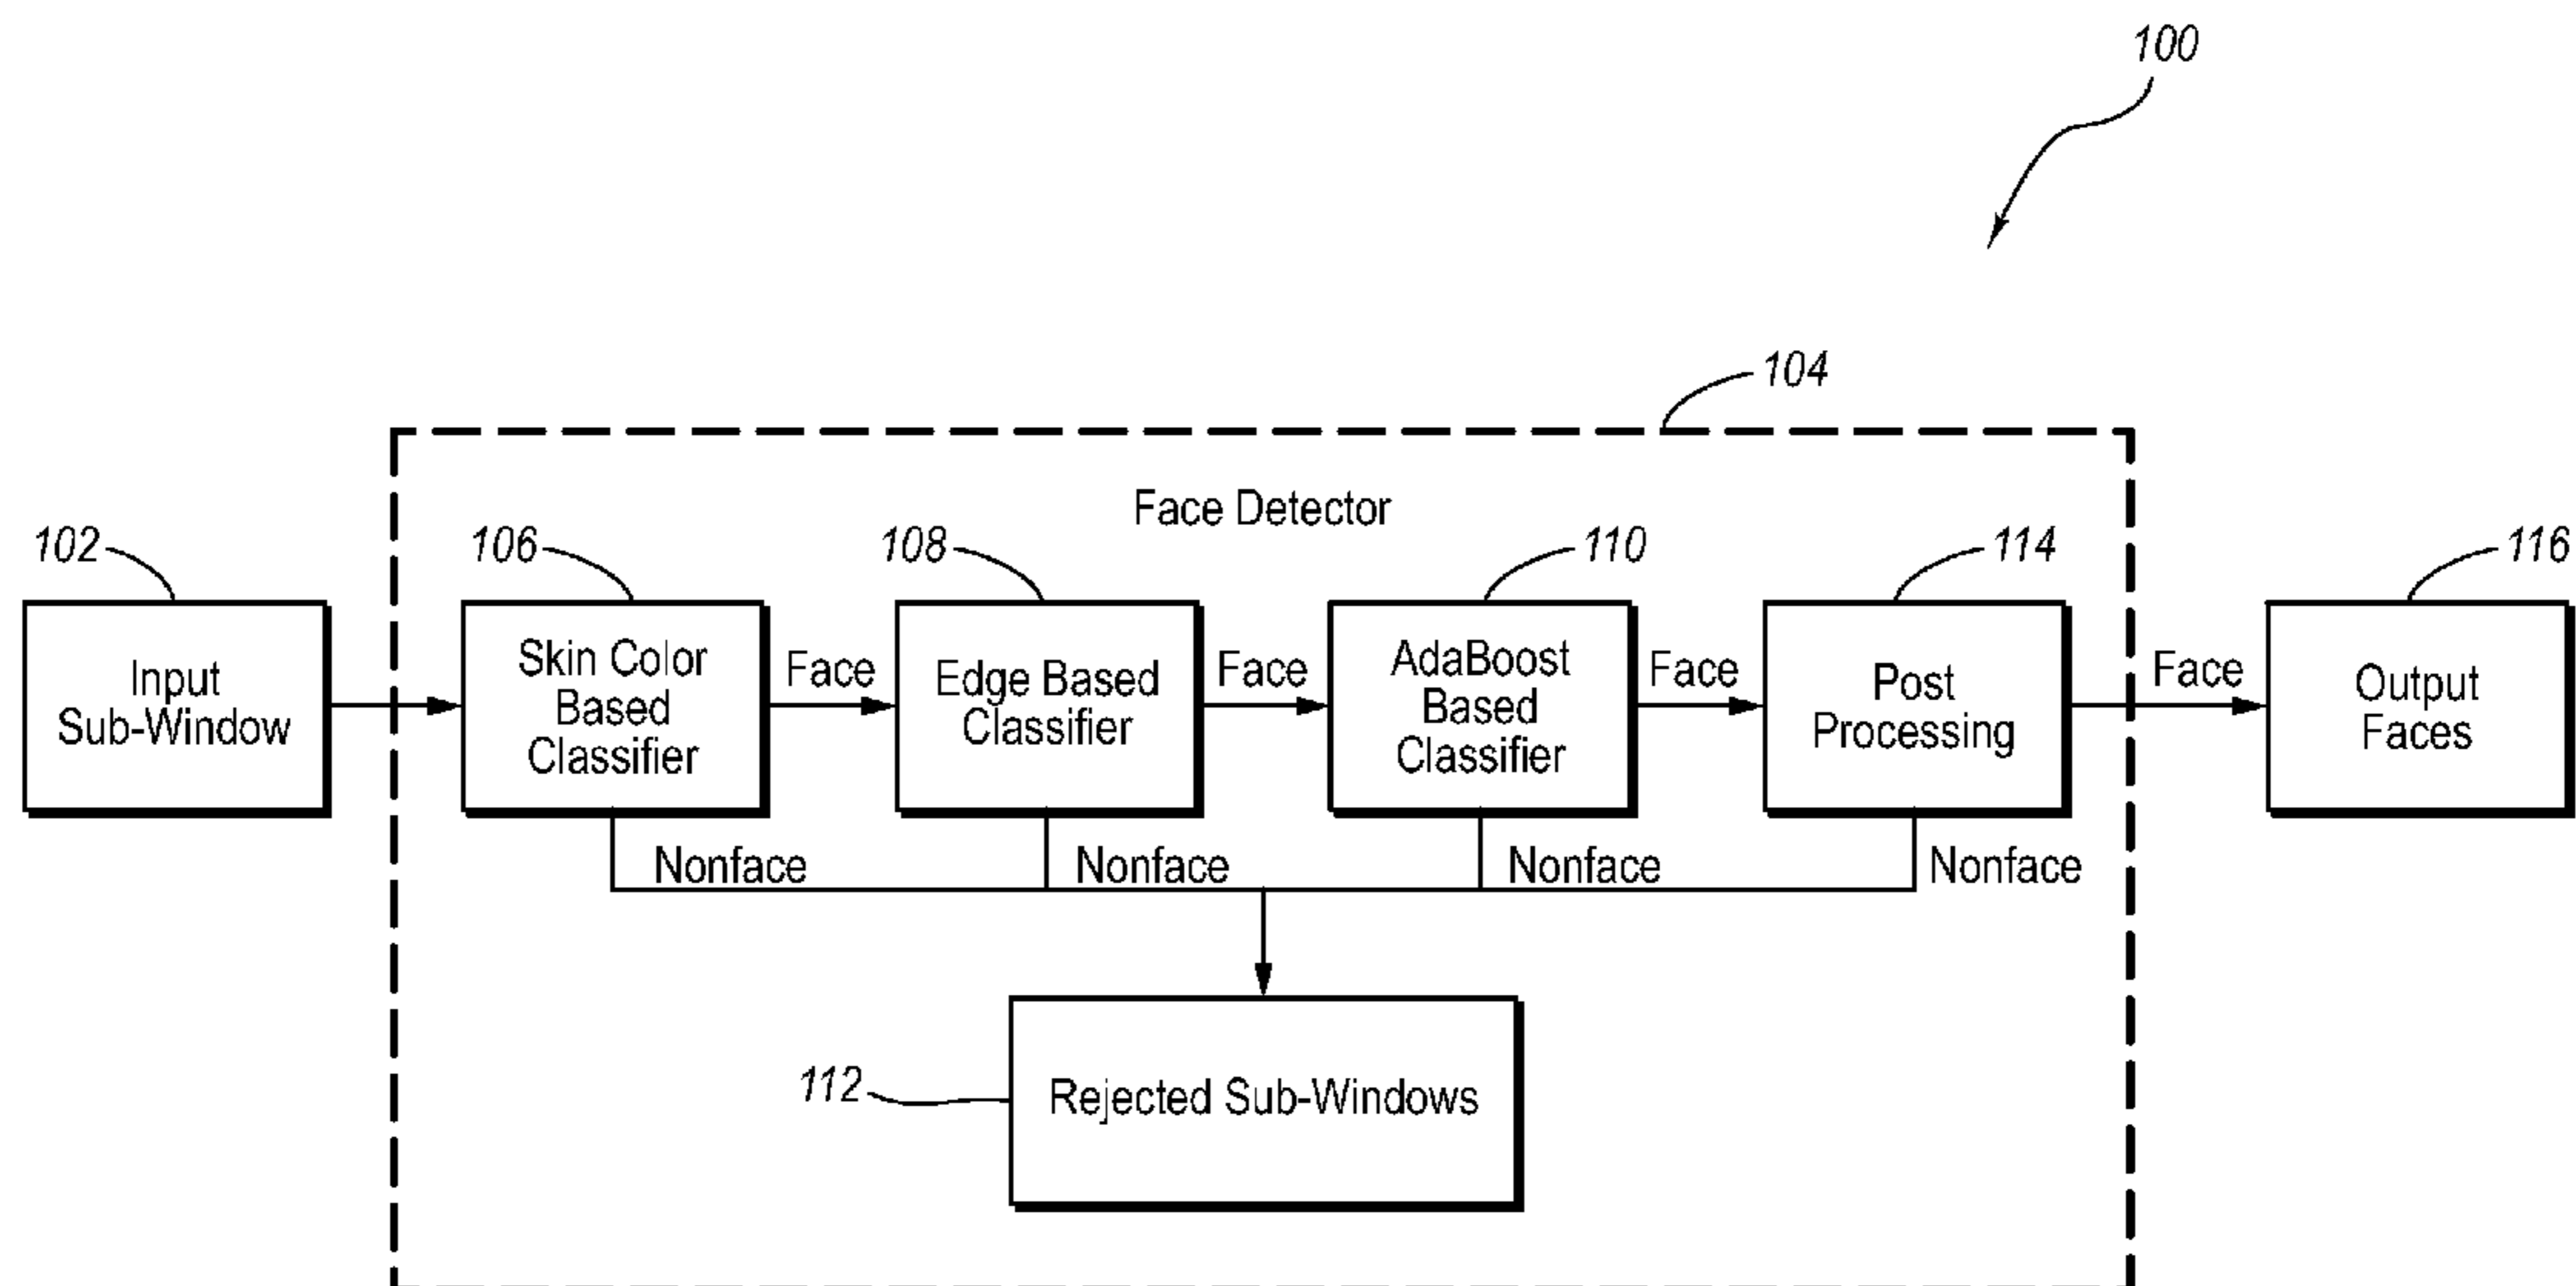 100
104
Face Detector
102
106
108
110
114
116
Input
Sub-Window
Skin Color
Based
Classifier
Face
Edge Based
Classifier
Face
AdaBoost
Based
Classifier
Face
Post
Processing
Face
Output
Faces
Nonface
Nonface
Nonface
Nonface
112
Rejected Sub-Windows